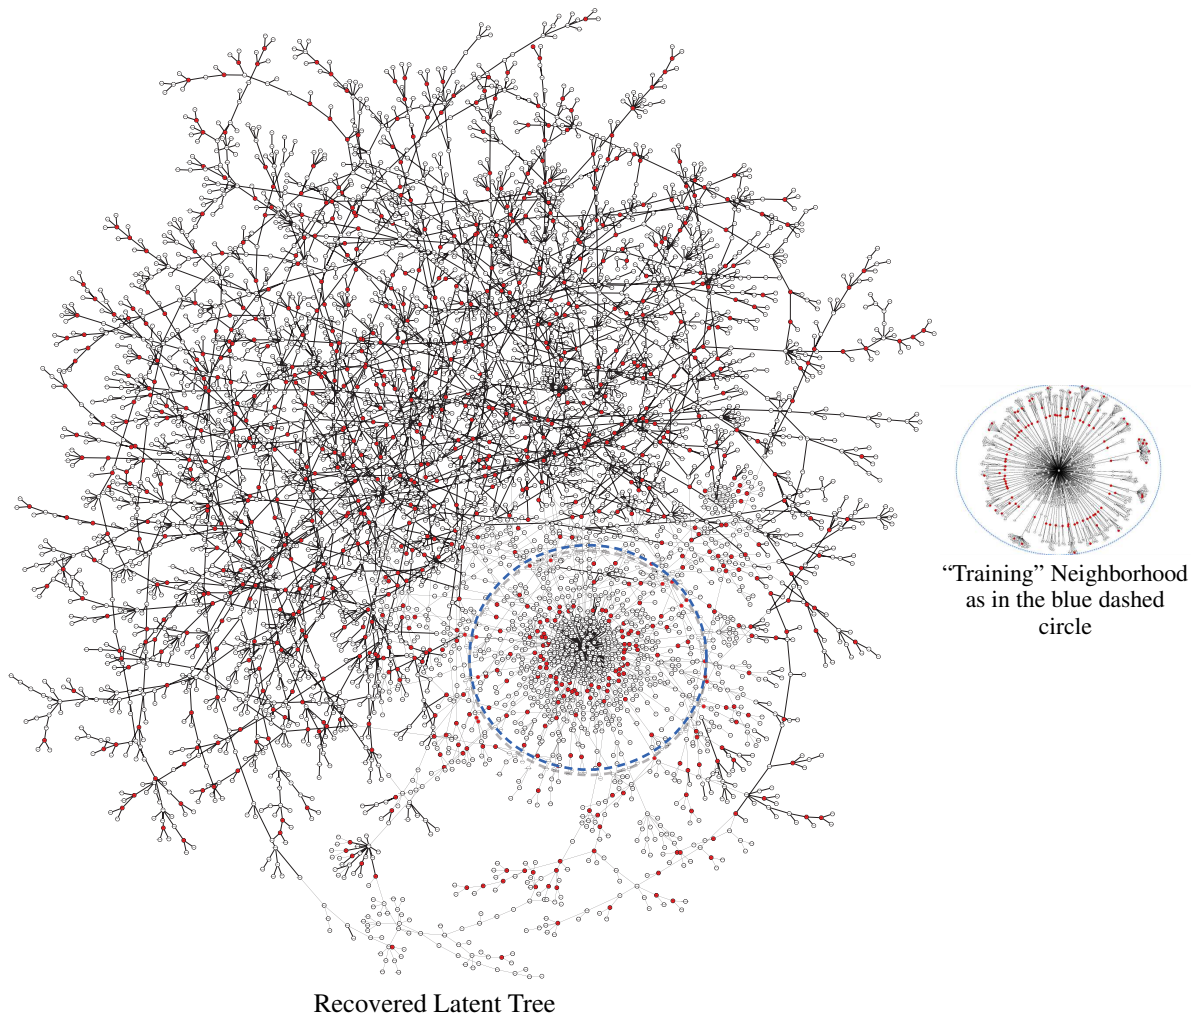 “Training” Neighborhood
as in the blue dashed
circle
Recovered Latent Tree